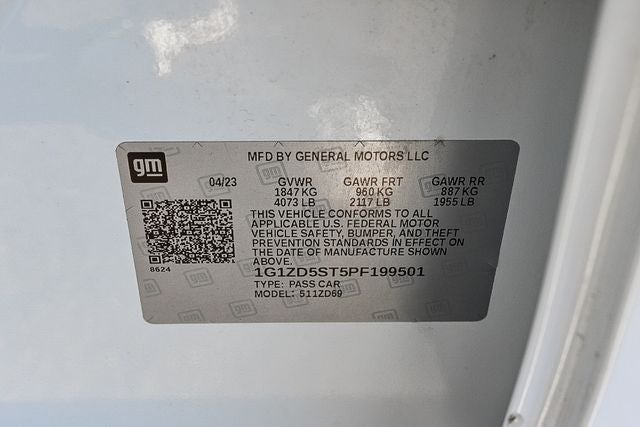 gm
MFD BY GENERAL MOTORS LLC
04/23 GVWR GAWR FRT GAWR RR
1847 KG 960 KG 887 KG
4073 LB 2117 LB 1955 LB
THIS VEHICLE CONFORMS TO ALL
APPLICABLE U.S. FEDERAL MOTOR
VEHICLE SAFETY, BUMPER, AND THEFT
PREVENTION STANDARDS IN EFFECT ON
THE DATE OF MANUFACTURE SHOWN
ABOVE.
8624
1G1ZD5ST5PF199501
TYPE: PASS CAR
MODEL: 511ZD69